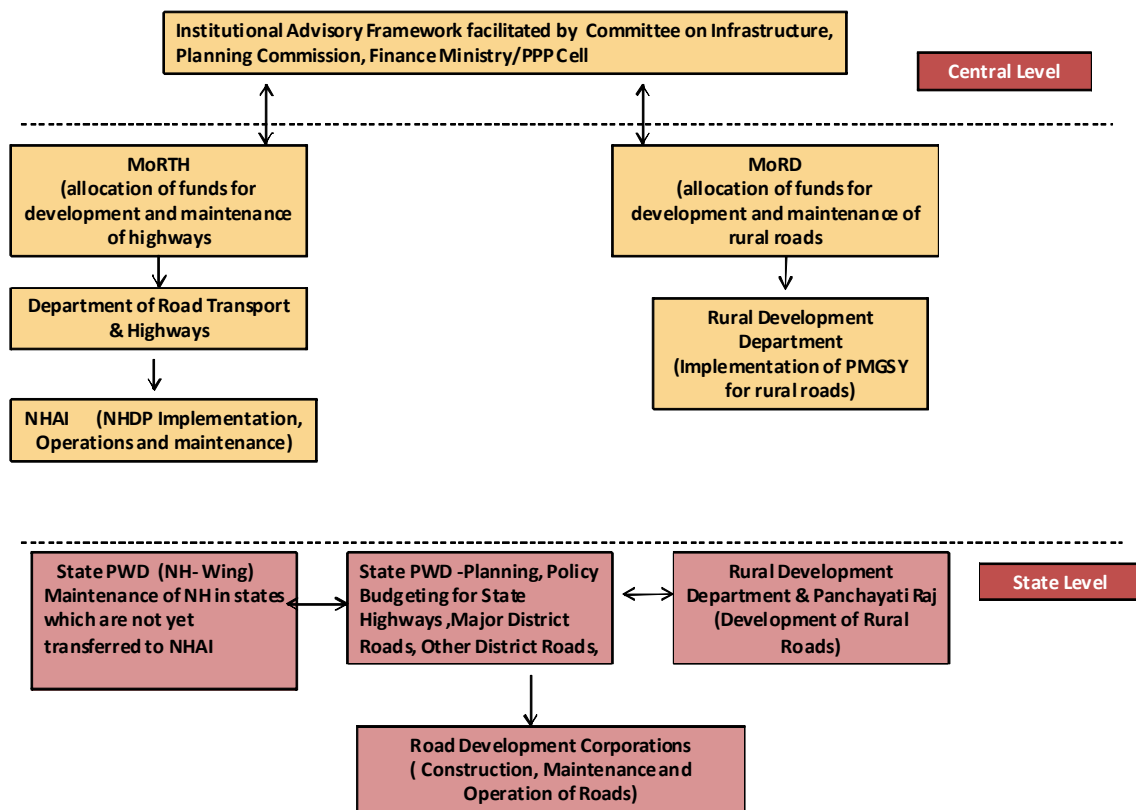 Institutional Advisory Framework facilitated by Committee on Infrastructure,
Planning Commission, Finance Ministry/PPP Cell
Central Level
MoRTH
(allocation of funds for
development and maintenance
of highways
MoRD
(allocation of funds for
development and maintenance of
rural roads
Department of Road Transport
& Highways
Rural Development
Department
(Implementation of PMGSY
for rural roads)
NHAI (NHDP Implementation,
Operations and maintenance)
State PWD (NH- Wing)
Maintenance of NH in states
which are not yet
transferred to NHAI
State PWD -Planning, Policy
Budgeting for State
Highways ,Major District
Roads, Other District Roads,
Rural Development
Department & Panchayati Raj
(Development of Rural
Roads)
State Level
Road Development Corporations
( Construction, Maintenance and
Operation of Roads)